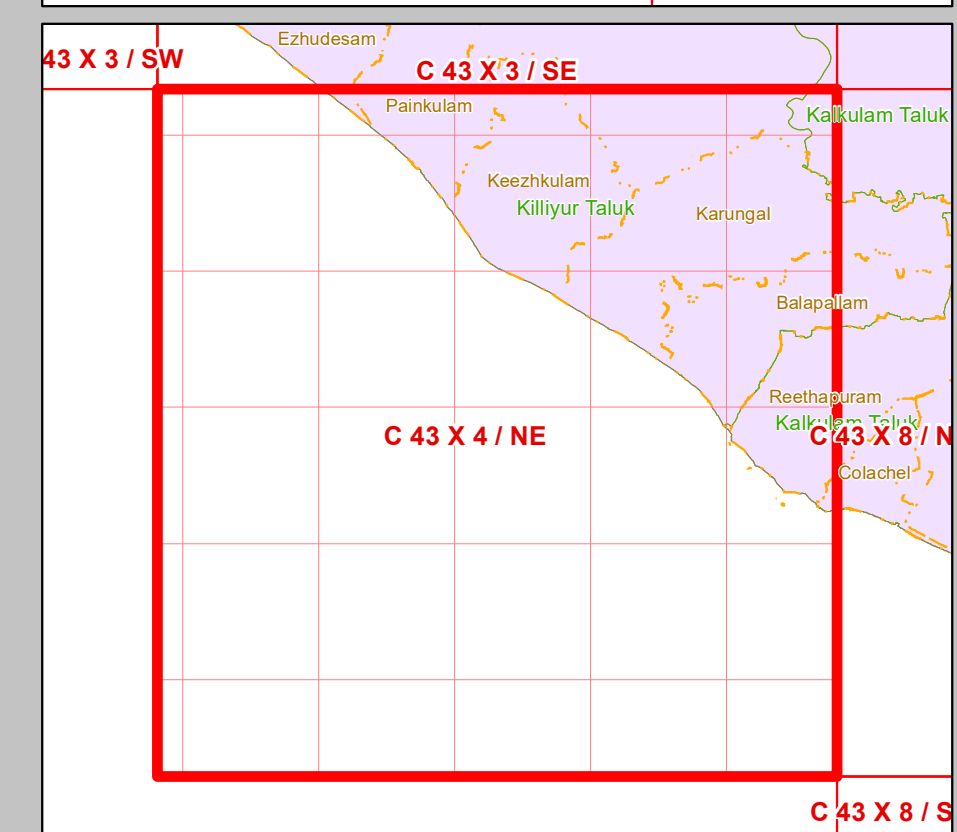 Ezhudesam
43 X 3 / SW
C 43 X 3 / SE
Painkulam
Kalkulam Taluk
Keezhkulam
Killiyur Taluk
Karungal
Balapallam
Reethapuram
Kalkulam Taluk
C 43 X 4 / NE
C 43 X 8 / N
Colachel
C 43 X 8 / S